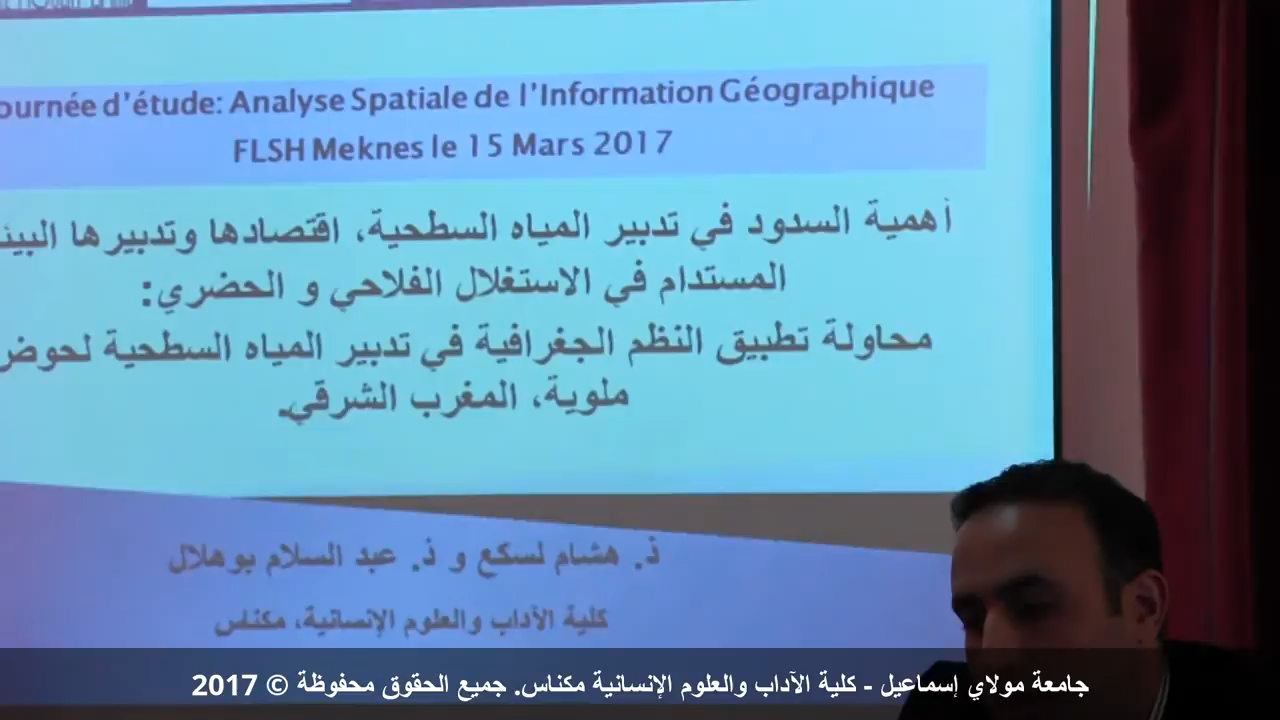 d'étude: Analyse Spatiale de l'Information Géographique
FLSH Meknes le 15 Mars 2017
أهمية السدود في تدبير المياه السطحية، اقتصادها وتدبيرها
المستدام في الاستغلال الفلاحي و الحضري:
محاولة تطبيق النظم الجغرافية في تدبير المياه السطحية لحوض
ملوية، المغرب الشرقي.
ذ. هشام لسكع و ذ. عبد السلام بوهلال
كلية الآداب والعلوم الإنسانية، مكناس
جامعة مولاي إسماعيل - كلية الآداب والعلوم الإنسانية مكناس. جميع الحقوق محفوظة © 2017